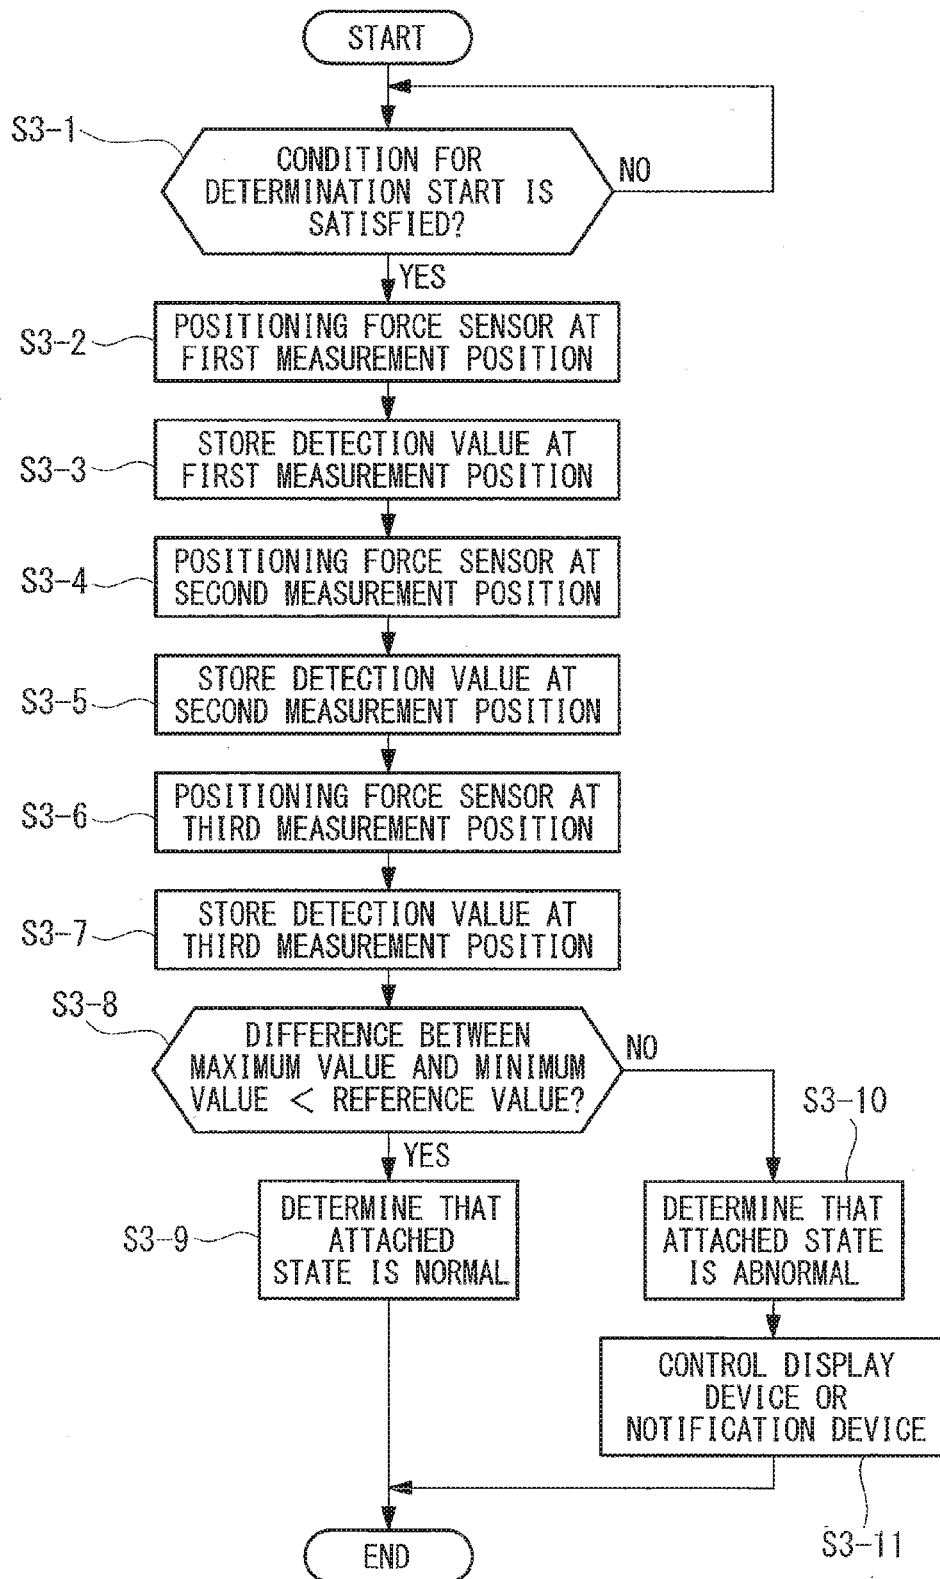 START
S3-1
CONDITION FOR
DETERMINATION START IS
SATISFIED?
NO
YES
S3-2
POSITIONING FORCE SENSOR AT
FIRST MEASUREMENT POSITION
S3-3
STORE DETECTION VALUE AT
FIRST MEASUREMENT POSITION
S3-4
POSITIONING FORCE SENSOR AT
SECOND MEASUREMENT POSITION
S3-5
STORE DETECTION VALUE AT
SECOND MEASUREMENT POSITION
S3-6
POSITIONING FORCE SENSOR AT
THIRD MEASUREMENT POSITION
S3-7
STORE DETECTION VALUE AT
THIRD MEASUREMENT POSITION
S3-8
DIFFERENCE BETWEEN
MAXIMUM VALUE AND MINIMUM
VALUE < REFERENCE VALUE?
NO
YES
S3-9
DETERMINE THAT
ATTACHED
STATE IS NORMAL
S3-10
DETERMINE THAT
ATTACHED STATE
IS ABNORMAL
CONTROL DISPLAY
DEVICE OR
NOTIFICATION DEVICE
S3-11
END